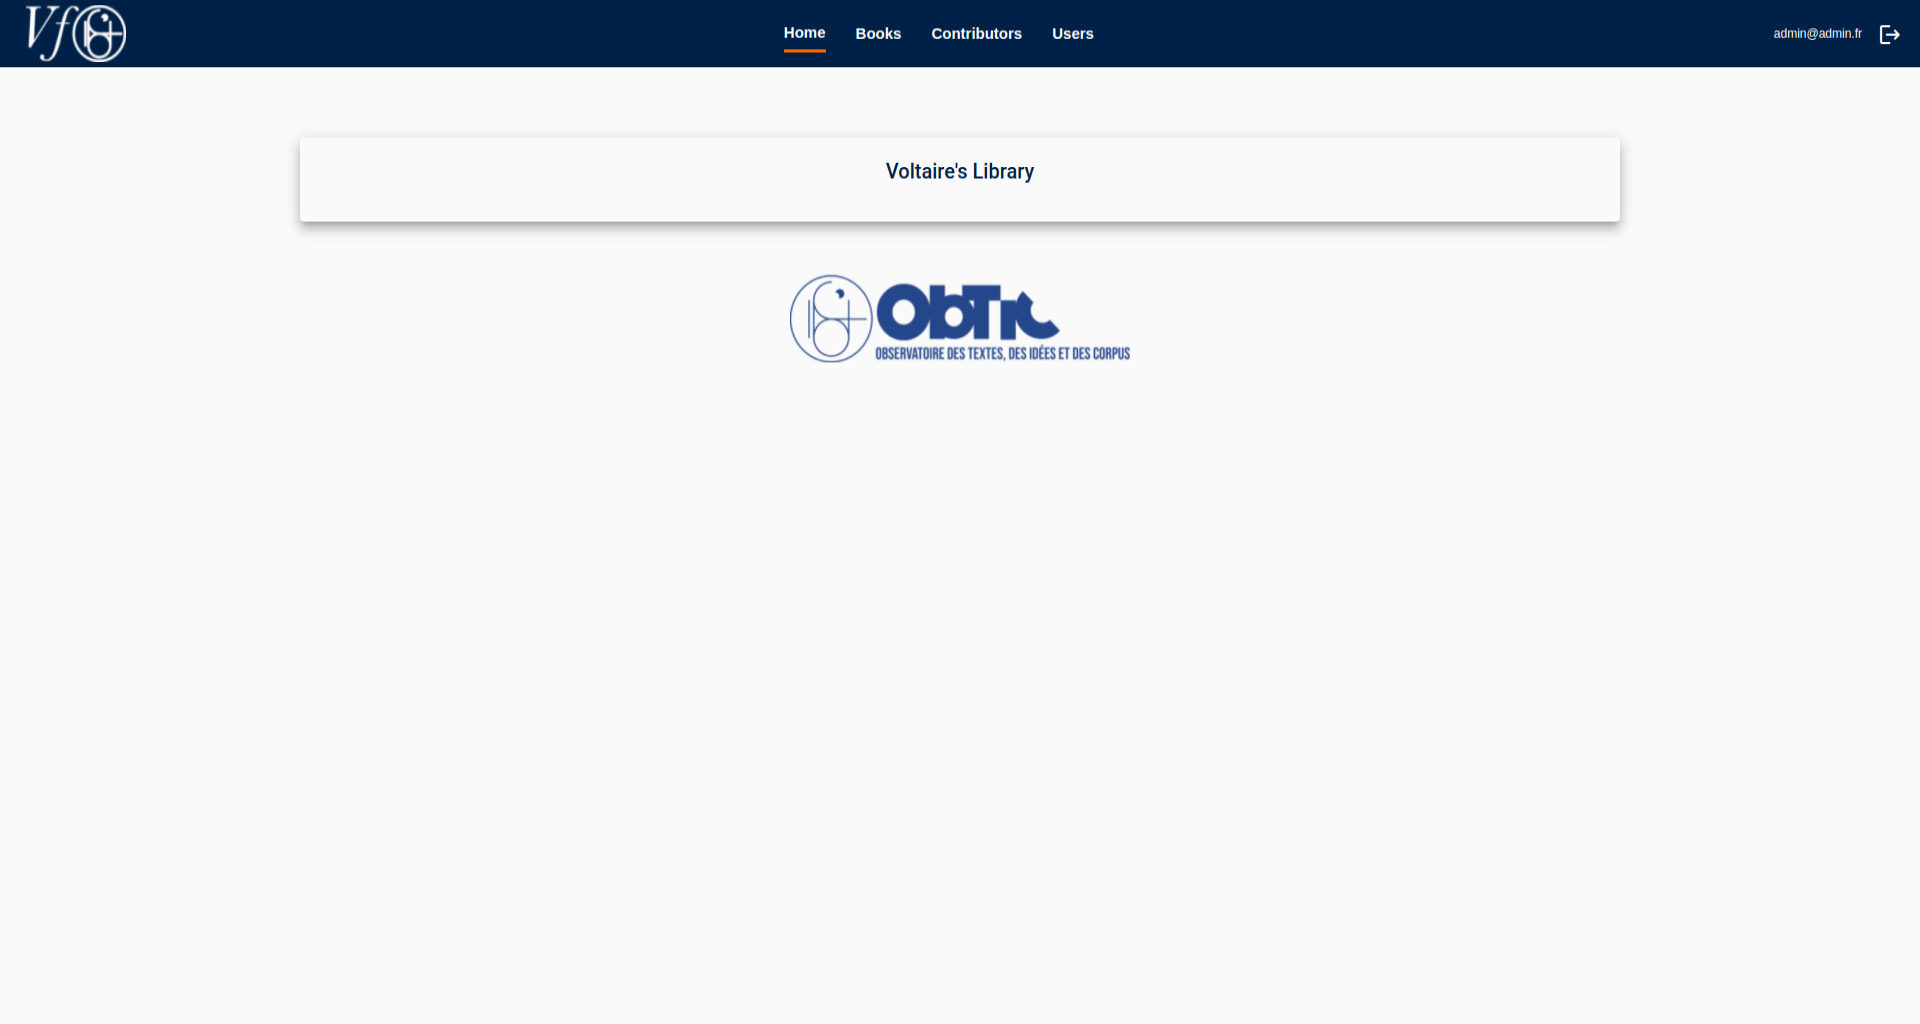 Vf
Home
Books
Contributors
Users
admin@admin.fr
Voltaire's Library
ObTIC
OBSERVATOIRE DES TEXTES, DES IDÉES ET DES CORPUS